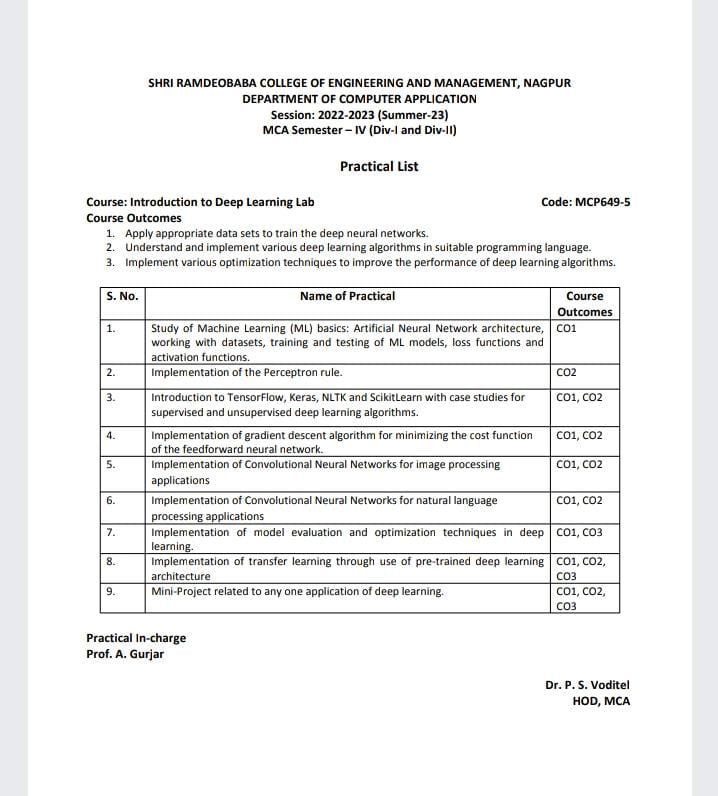 SHRI RAMDEOBABA COLLEGE OF ENGINEERING AND MANAGEMENT, NAGPUR
DEPARTMENT OF COMPUTER APPLICATION
Session: 2022-2023 (Summer-23)
MCA Semester – IV (Div-I and Div-II)
Practical List
Course: Introduction to Deep Learning Lab Code: MCP649-5
Course Outcomes
1. Apply appropriate data sets to train the deep neural networks.
2. Understand and implement various deep learning algorithms in suitable programming language.
3. Implement various optimization techniques to improve the performance of deep learning algorithms.
S. No. Name of Practical Course
Outcomes
1. Study of Machine Learning (ML) basics: Artificial Neural Network architecture, CO1
working with datasets, training and testing of ML models, loss functions and
activation functions.
2. Implementation of the Perceptron rule. CO2
3. Introduction to TensorFlow, Keras, NLTK and ScikitLearn with case studies for CO1, CO2
supervised and unsupervised deep learning algorithms.
4. Implementation of gradient descent algorithm for minimizing the cost function CO1, CO2
of the feedforward neural network.
5. Implementation of Convolutional Neural Networks for image processing CO1, CO2
applications
6. Implementation of Convolutional Neural Networks for natural language CO1, CO2
processing applications
7. Implementation of model evaluation and optimization techniques in deep CO1, CO3
learning.
8. Implementation of transfer learning through use of pre-trained deep learning CO1, CO2,
architecture CO3
9. Mini-Project related to any one application of deep learning. CO1, CO2,
CO3
Practical In-charge
Prof. A. Gurjar
Dr. P. S. Voditel
HOD, MCA